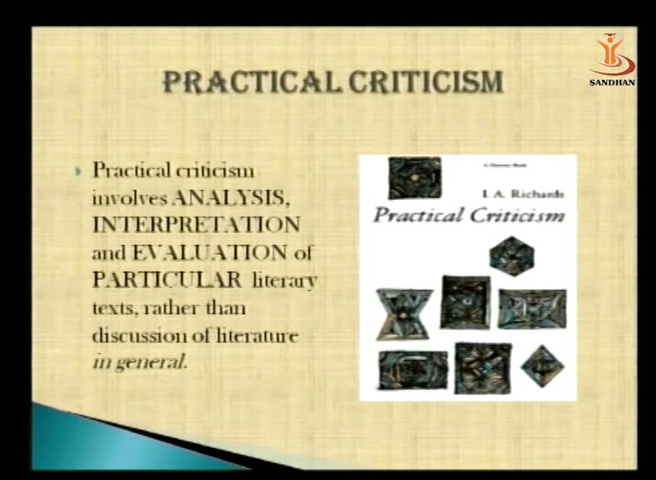 PRACTICAL CRITICISM
SANDHAN
Practical criticism
involves ANALYSIS,
INTERPRETATION
and EVALUATION of
PARTICULAR literary
texts, rather than
discussion of literature
in general.
I. A. Richards
Practical Criticism